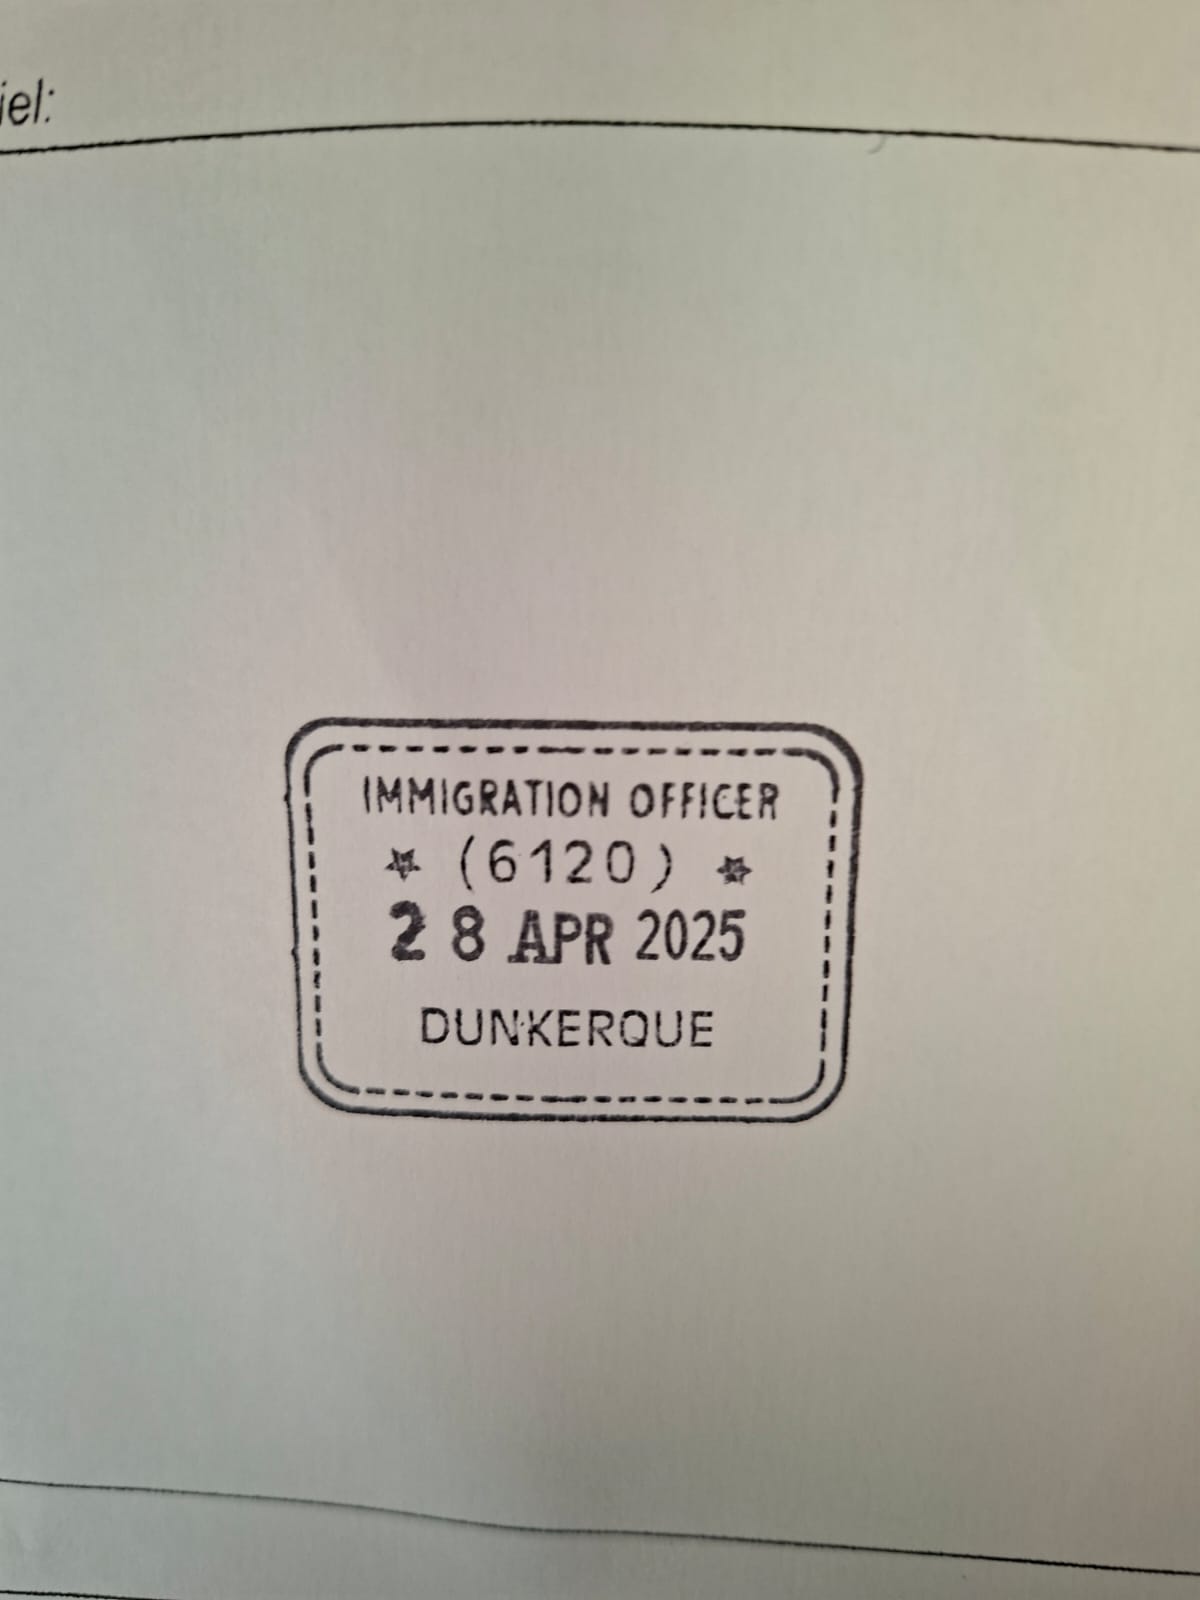 iel:
IMMIGRATION OFFICER
★ (6120) ★
28 APR 2025
DUNKERQUE